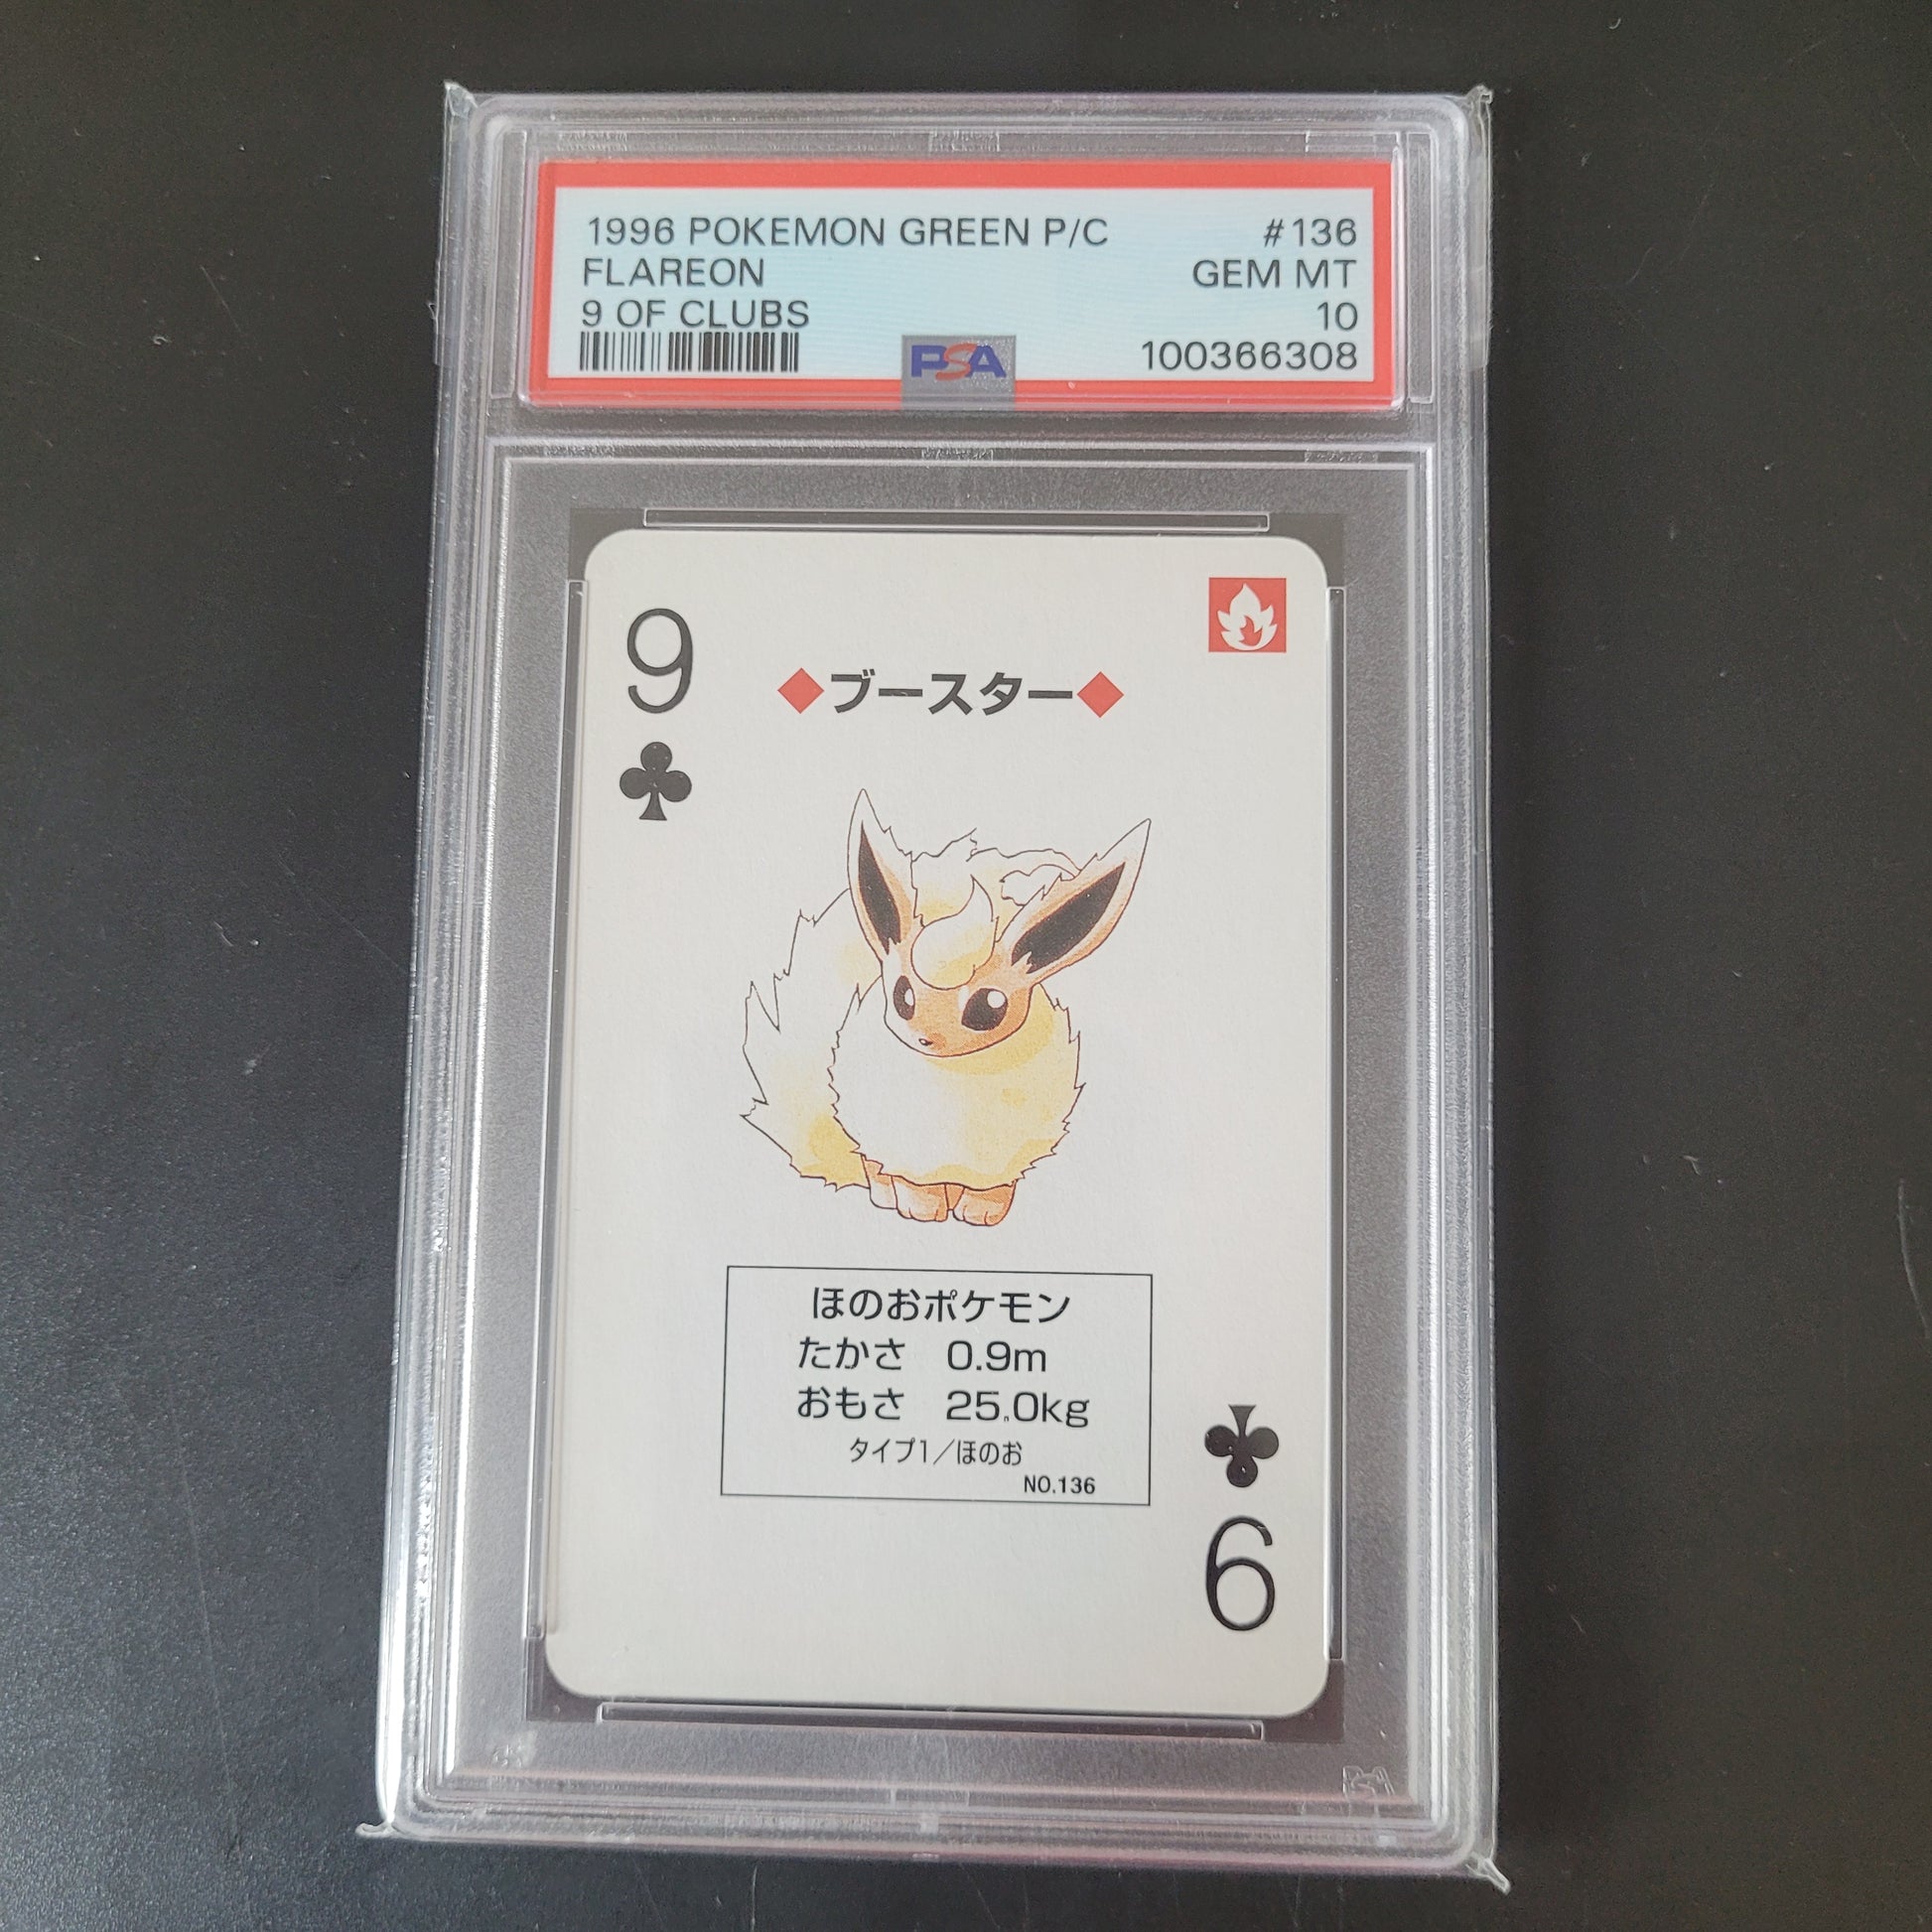 1996 POKEMON GREEN P/C #136
FLAREON GEM MT
9 OF CLUBS 10
PSA 100366308
9
◆ブースター◆
ほのおポケモン
たかさ 0.9m
おもさ 25.0kg
タイプ1／ほのお
NO.136
9
PSA